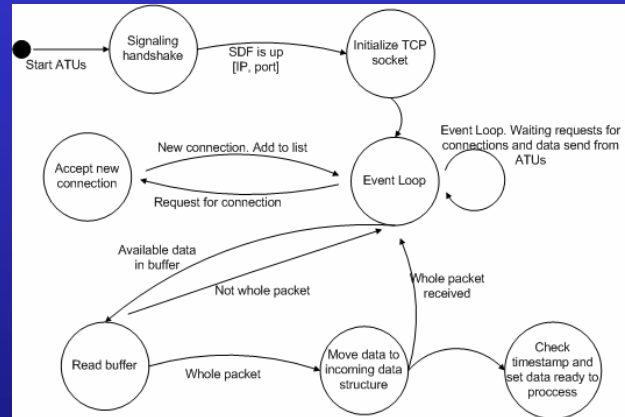 Signaling
handshake
Start ATUs
SDF is up
[IP, port]
Initialize TCP
socket
Event Loop. Waiting requests for
connections and data send from
ATUs
New connection. Add to list
Accept new
connection
Event Loop
Request for connection
Available data
in buffer
Not whole packet
Whole packet
received
Read buffer
Whole packet
Move data to
incoming data
structure
Check
timestamp and
set data ready to
proccess